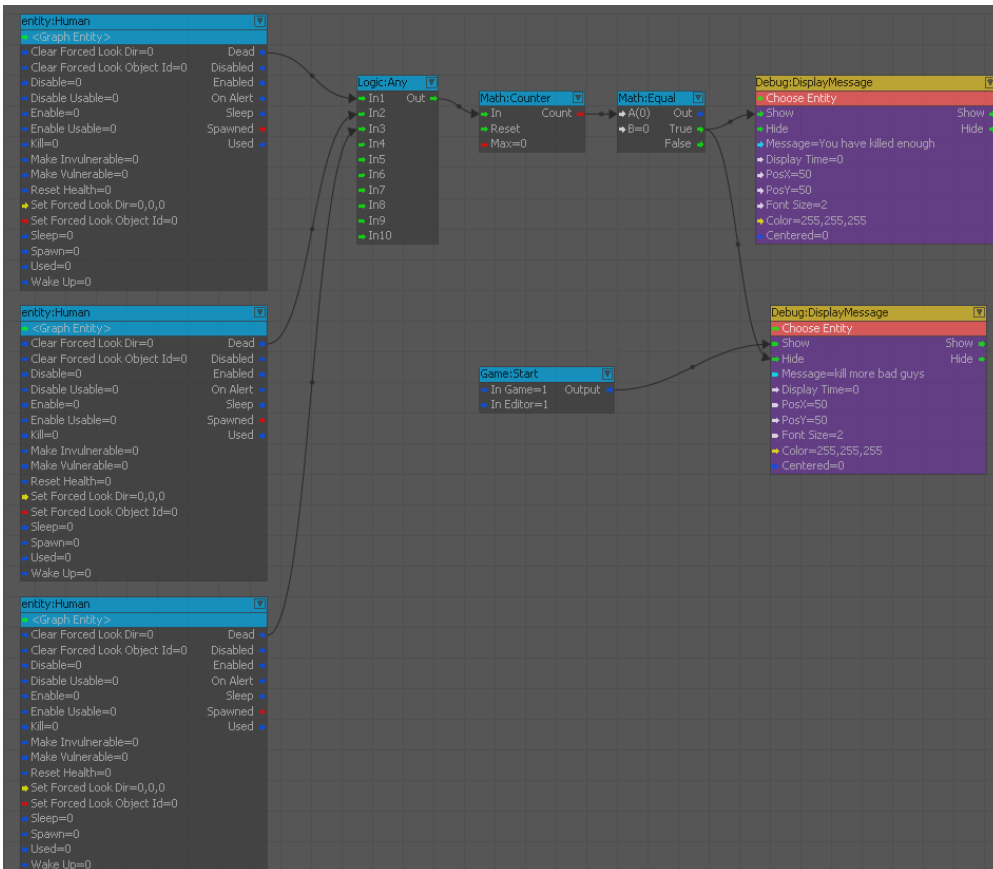 entity:Human
<Graph Entity>
Clear Forced Look Dir=0 Dead
Clear Forced Look Object Id=0 Disabled
Disable=0 Enabled
Disable Usable=0 On Alert
Enable=0 Sleep
Enable Usable=0 Spawned
Kill=0 Used
Make Invulnerable=0
Make Vulnerable=0
Reset Health=0
Set Forced Look Dir=0,0,0
Set Forced Look Object Id=0
Sleep=0
Spawn=0
Used=0
Wake Up=0
Logic:Any
In1 Out
In2
In3
In4
In5
In6
In7
In8
In9
In10
Math:Counter
In Count
Reset
Max=0
Math:Equal
A(0) Out
B=0 True
False
Debug:DisplayMessage
Choose Entity
Show Show
Hide Hide
Message=You have killed enough
Display Time=0
PosX=50
PosY=50
Font Size=2
Color=255,255,255
Centered=0
entity:Human
<Graph Entity>
Clear Forced Look Dir=0 Dead
Clear Forced Look Object Id=0 Disabled
Disable=0 Enabled
Disable Usable=0 On Alert
Enable=0 Sleep
Enable Usable=0 Spawned
Kill=0 Used
Make Invulnerable=0
Make Vulnerable=0
Reset Health=0
Set Forced Look Dir=0,0,0
Set Forced Look Object Id=0
Sleep=0
Spawn=0
Used=0
Wake Up=0
Game:Start
In Game=1 Output
In Editor=1
Debug:DisplayMessage
Choose Entity
Show Show
Hide Hide
Message=kill more bad guys
Display Time=0
PosX=50
PosY=50
Font Size=2
Color=255,255,255
Centered=0
entity:Human
<Graph Entity>
Clear Forced Look Dir=0 Dead
Clear Forced Look Object Id=0 Disabled
Disable=0 Enabled
Disable Usable=0 On Alert
Enable=0 Sleep
Enable Usable=0 Spawned
Kill=0 Used
Make Invulnerable=0
Make Vulnerable=0
Reset Health=0
Set Forced Look Dir=0,0,0
Set Forced Look Object Id=0
Sleep=0
Spawn=0
Used=0
Wake Up=0